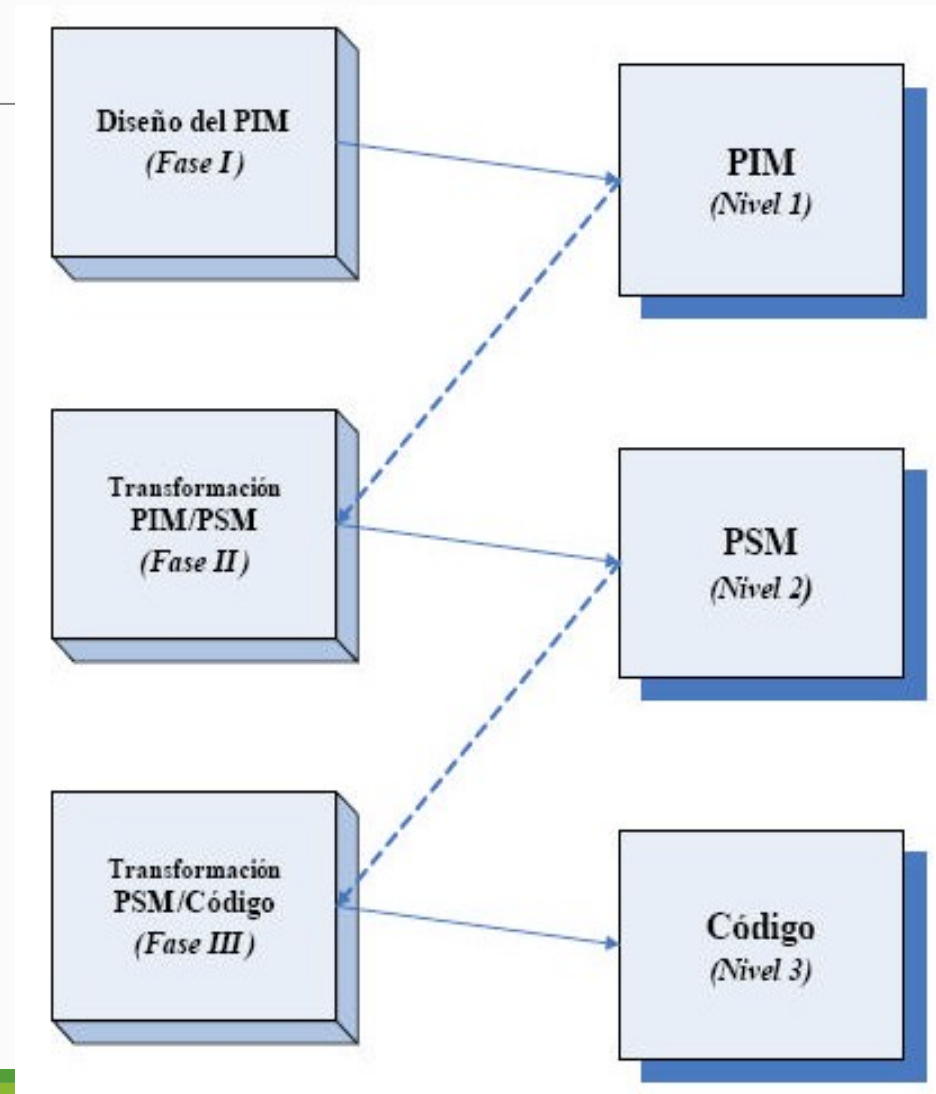 Diseño del PIM
(Fase I)
PIM
(Nivel 1)
Transformación
PIM/PSM
(Fase II)
PSM
(Nivel 2)
Transformación
PSM/Código
(Fase III)
Código
(Nivel 3)